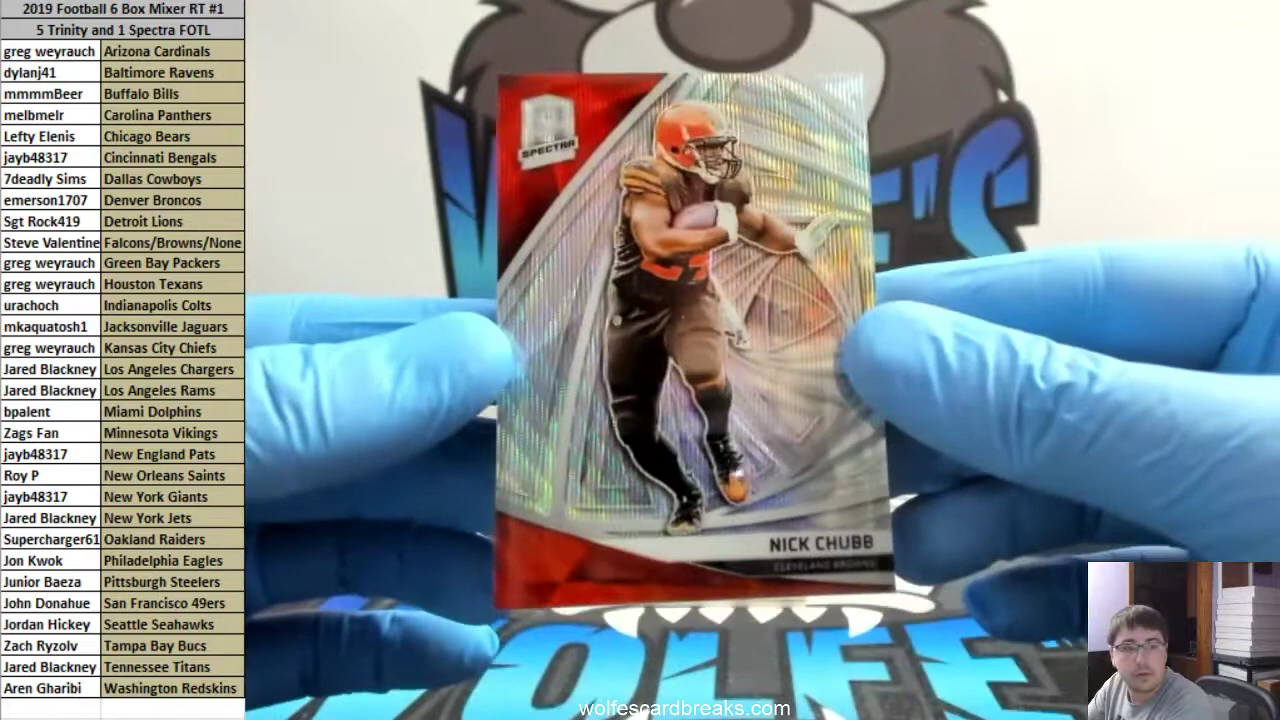 2019 Football 6 Box Mixer RT #1
5 Trinity and 1 Spectra FOTL
greg weyrauch Arizona Cardinals
dylanj41 Baltimore Ravens
mmmmBeer Buffalo Bills
melbmelr Carolina Panthers
Lefty Elenis Chicago Bears
jayb48317 Cincinnati Bengals
7deadly Sims Dallas Cowboys
emerson1707 Denver Broncos
Sgt Rock419 Detroit Lions
Steve Valentine Falcons/Browns/None
greg weyrauch Green Bay Packers
greg weyrauch Houston Texans
urachoch Indianapolis Colts
mkaquatosh1 Jacksonville Jaguars
greg weyrauch Kansas City Chiefs
Jared Blackney Los Angeles Chargers
Jared Blackney Los Angeles Rams
bpalent Miami Dolphins
Zags Fan Minnesota Vikings
jayb48317 New England Pats
Roy P New Orleans Saints
jayb48317 New York Giants
Jared Blackney New York Jets
Supercharger61 Oakland Raiders
Jon Kwok Philadelphia Eagles
Junior Baeza Pittsburgh Steelers
John Donahue San Francisco 49ers
Jordan Hickey Seattle Seahawks
Zach Ryzolv Tampa Bay Bucs
Jared Blackney Tennessee Titans
Aren Gharibi Washington Redskins
SPECTRA
NICK CHUBB
CLEVELAND BROWNS
WOLFE
wolfescardbreaks.com